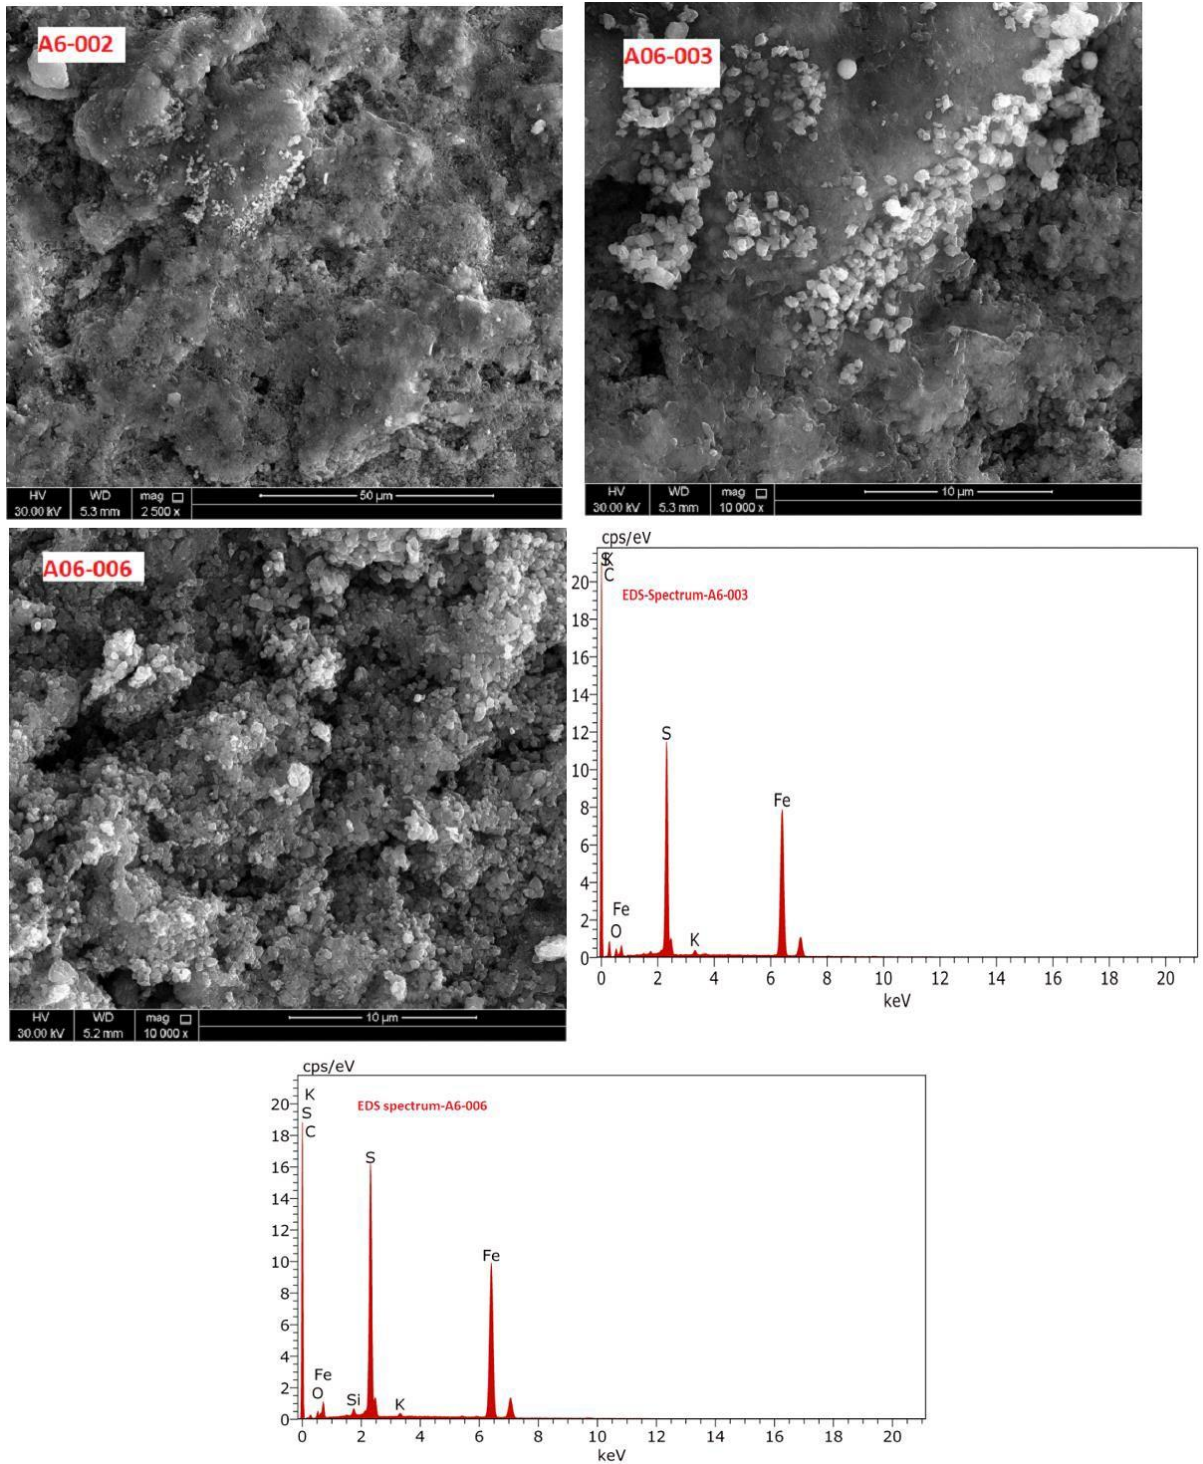 A6-002
HV WD mag □
30.00 kV 5.3 mm 2 500 x 50 µm
A06-003
HV WD mag □
30.00 kV 5.3 mm 10 000 x 10 µm
A06-006
HV WD mag □
30.00 kV 5.2 mm 10 000 x 10 µm
cps/eV
S K
C
EDS-Spectrum-A6-003
20
18
16
14
12
10
8
6
4
2
0
S
Fe
Fe
O
K
0 2 4 6 8 10 12 14 16 18 20
keV
cps/eV
K
S
C
EDS spectrum-A6-006
20
18
16
14
12
10
8
6
4
2
0
S
Fe
Fe
O
Si
K
0 2 4 6 8 10 12 14 16 18 20
keV